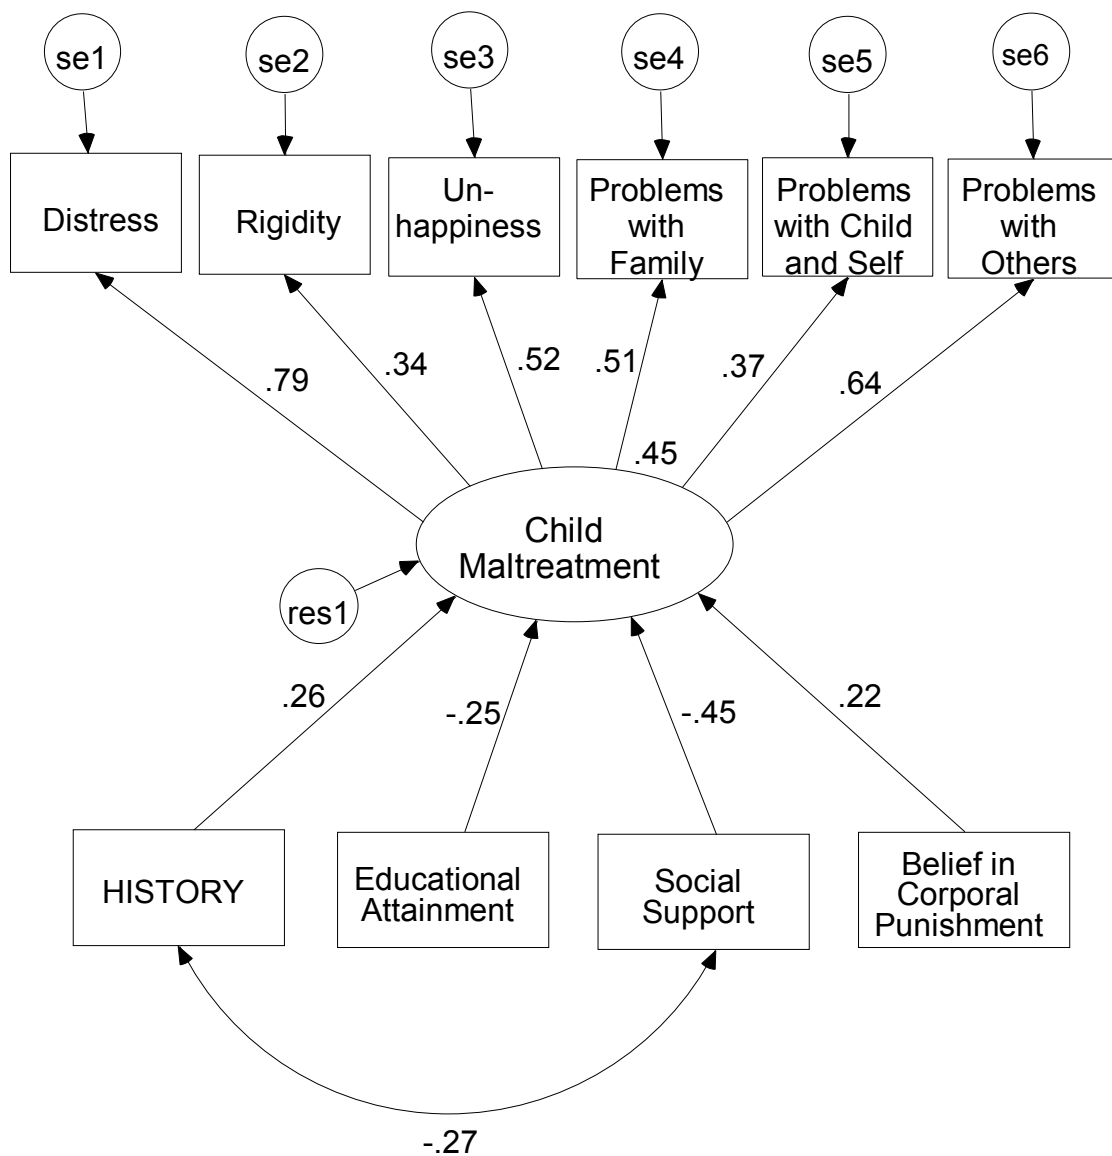 se1
se2
se3
se4
se5
se6
Distress
Rigidity
Un-
happiness
Problems
with
Family
Problems
with Child
and Self
Problems
with
Others
.79
.34
.52
.51
.37
.64
.45
Child
Maltreatment
res1
.26
-.25
-.45
.22
HISTORY
Educational
Attainment
Social
Support
Belief in
Corporal
Punishment
-.27